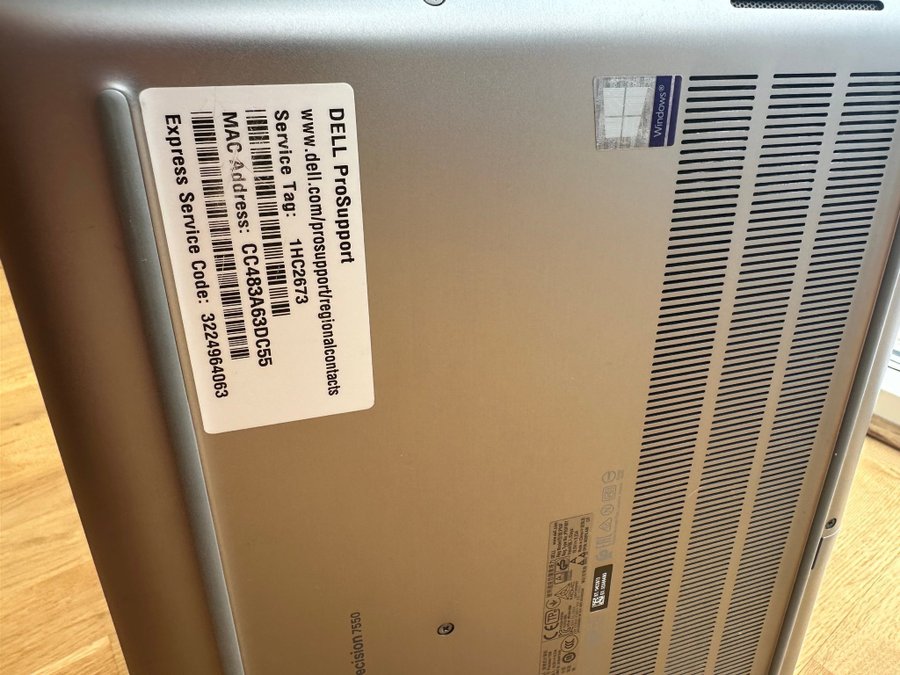 DELL ProSupport
www.dell.com/prosupport/regionalcontacts
Service Tag: 1HC2673
MAC Address: CC483A63DC55
Express Service Code: 3224964063
Windows®
ecision 7550